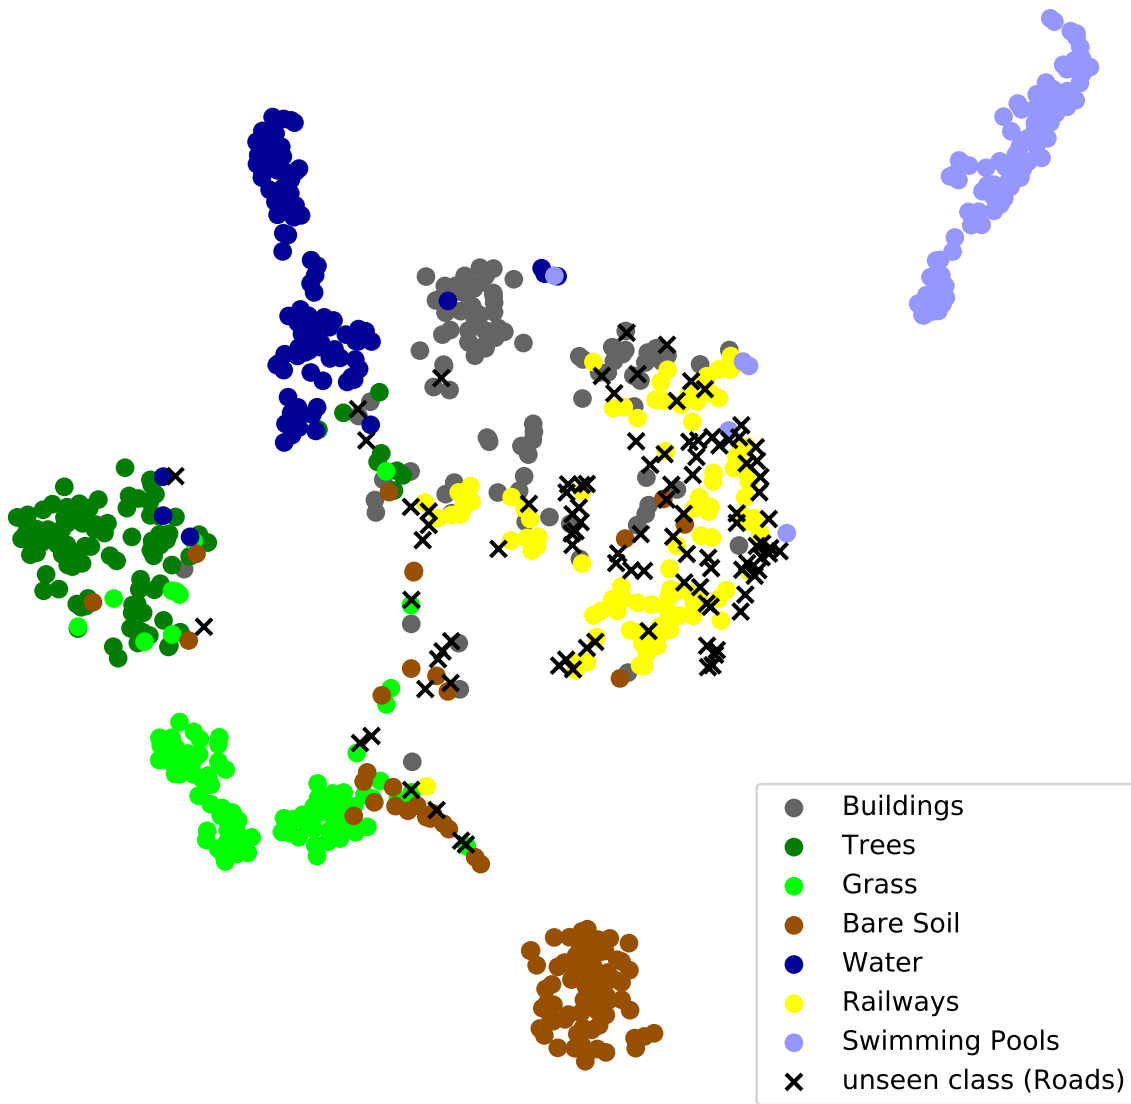 Buildings
Trees
Grass
Bare Soil
Water
Railways
Swimming Pools
unseen class (Roads)